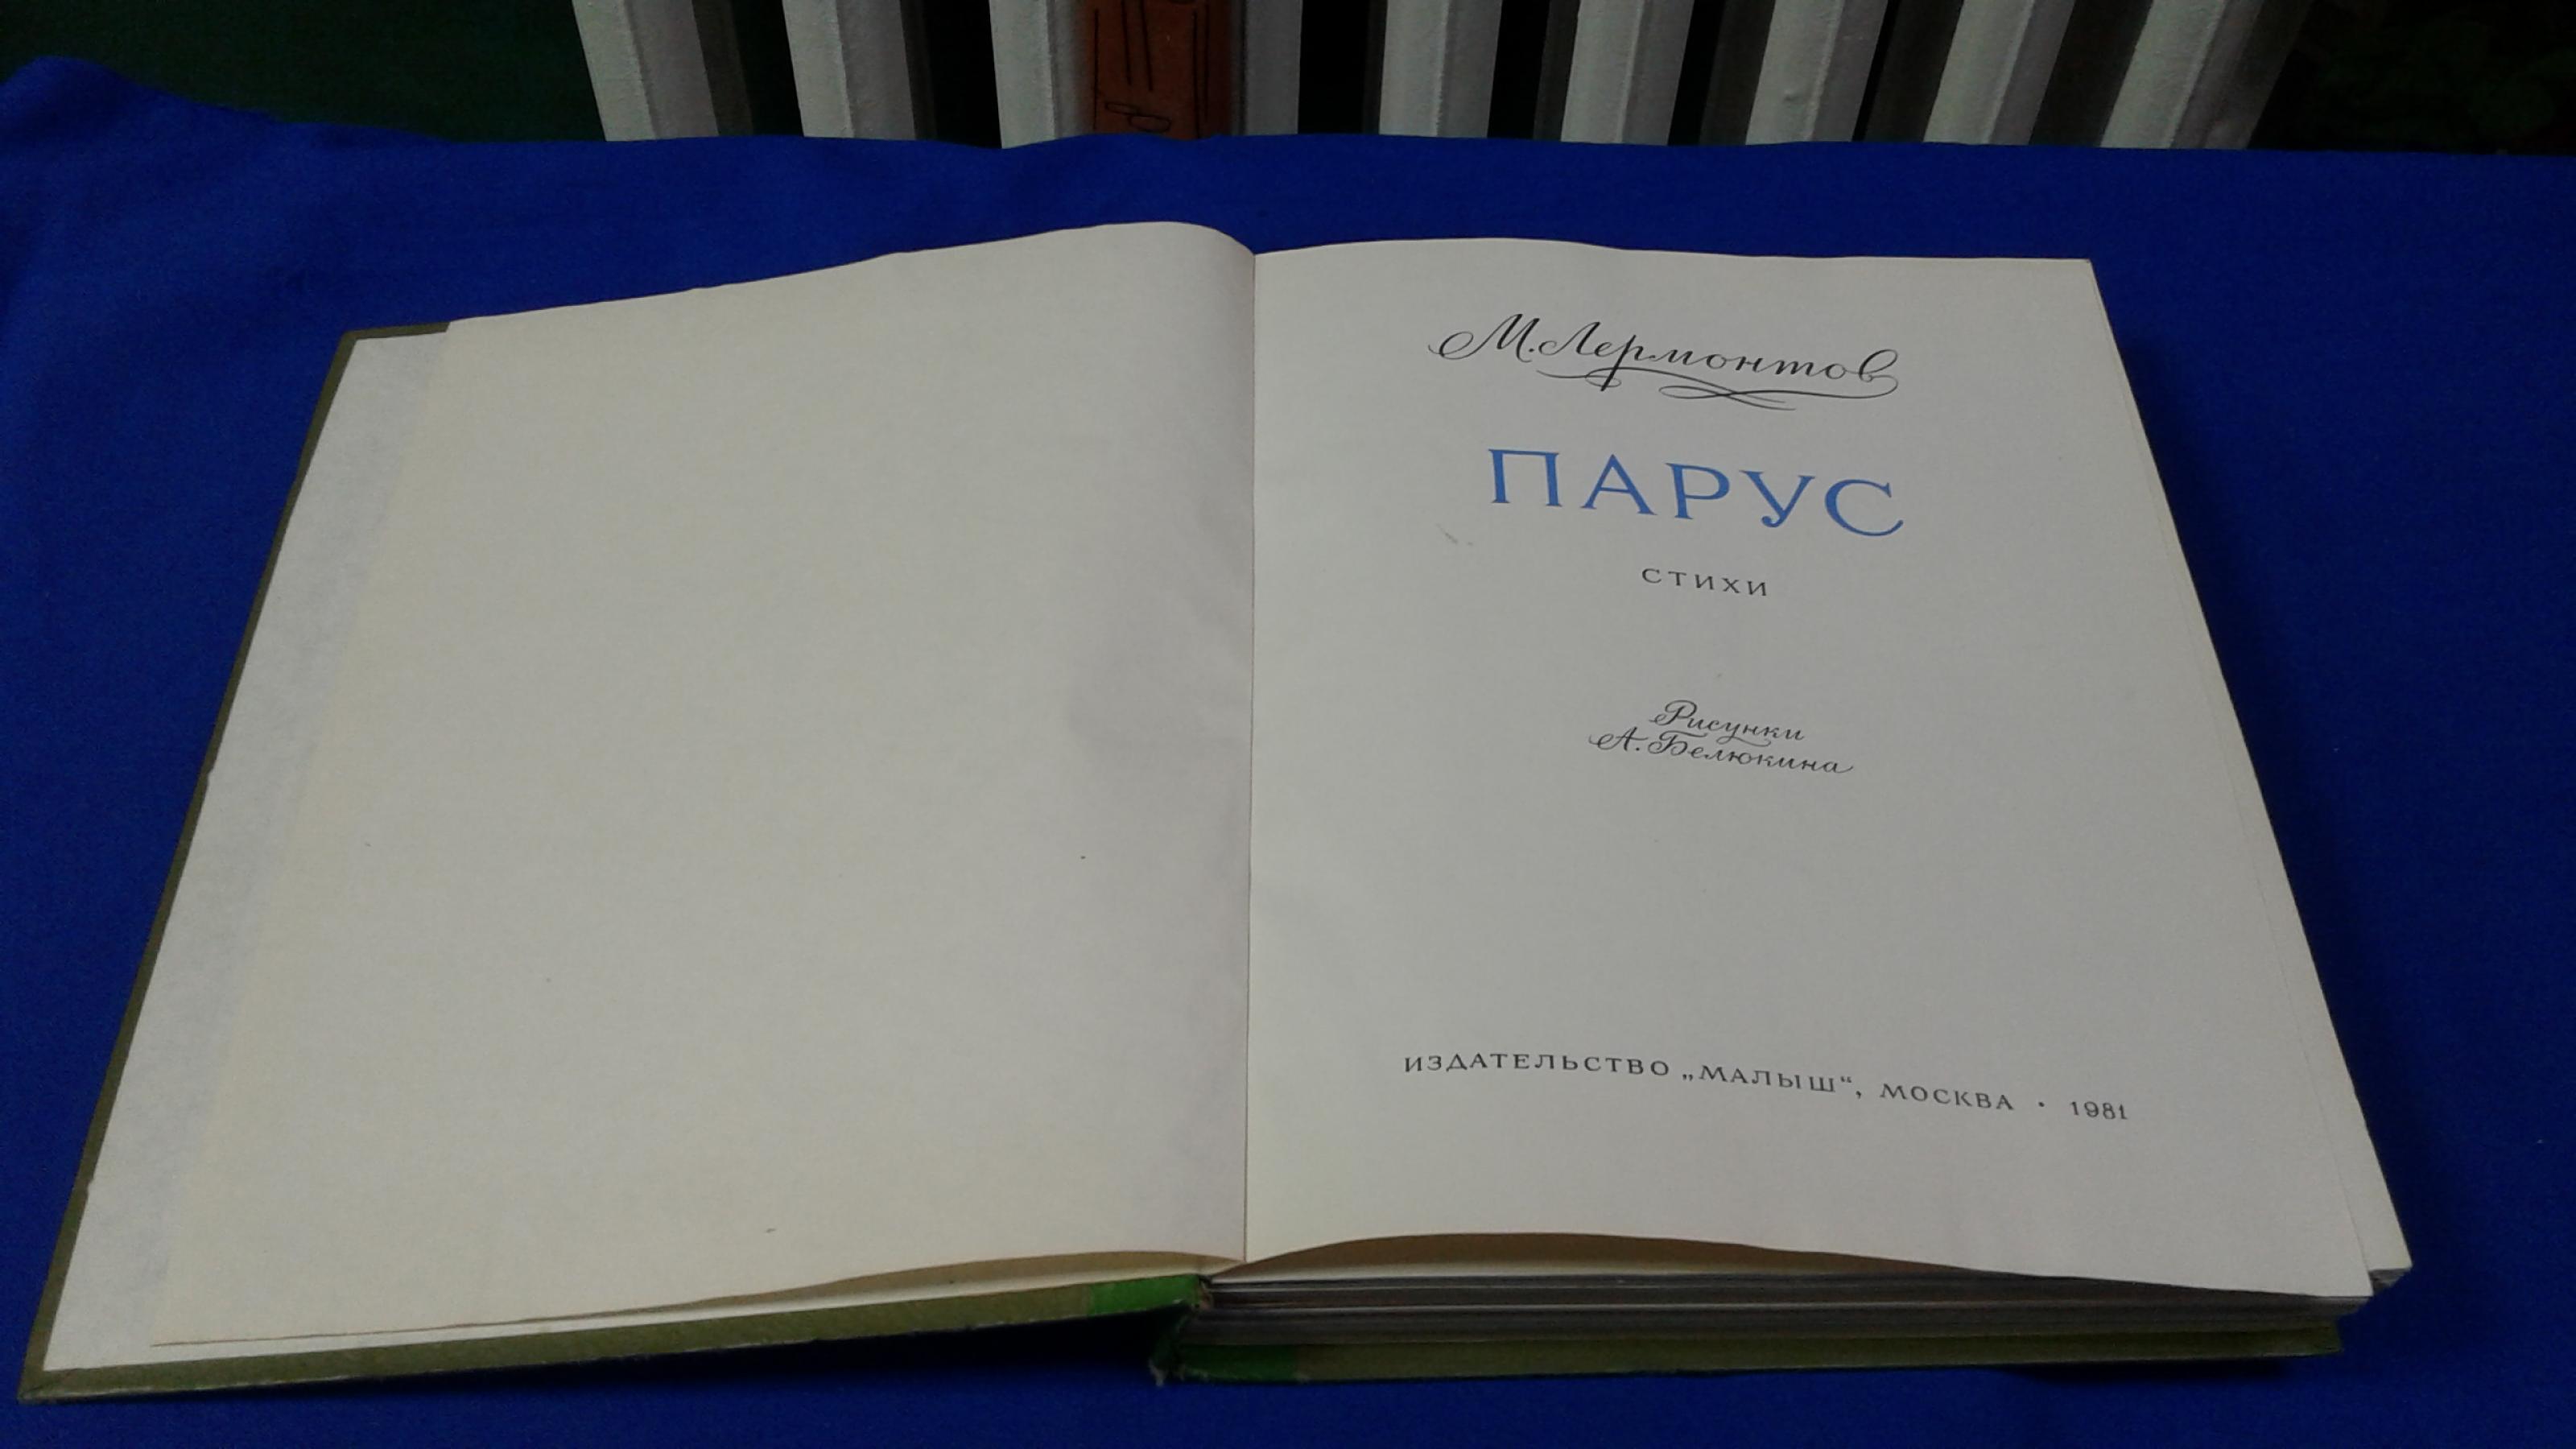 М. Лермонтов
ПАРУС
СТИХИ
Рисунки
А. Белюкина
ИЗДАТЕЛЬСТВО „МАЛЫШ“, МОСКВА · 1981